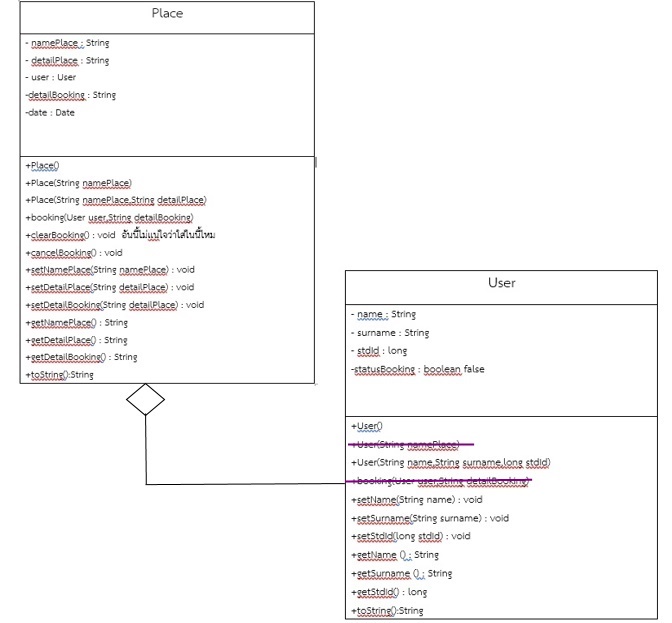 Place
- namePlace : String
- detailPlace : String
- user : User
-detailBooking : String
-date : Date
+Place()
+Place(String namePlace)
+Place(String namePlace,String detailPlace)
+booking(User user,String detailBooking)
+clearBooking() : void อันนี้ไม่แน่ใจว่าใส่ในนี้ไหม
+cancelBooking() : void
+setNamePlace(String namePlace) : void
+setDetailPlace(String detailPlace) : void
+setDetailBooking(String detailPlace) : void
+getNamePlace() : String
+getDetailPlace() : String
+getDetailBooking() : String
+toString():String
User
- name : String
- surname : String
- stdid : long
-statusBooking : boolean false
+User()
+User(String namePlace)
+User(String name,String surname,long stdid)
+booking(User user,String detailBooking)
+setName(String name) : void
+setSurname(String surname) : void
+setStdid(long stdid) : void
+getName () : String
+getSurname () : String
+getStdid() : long
+toString():String